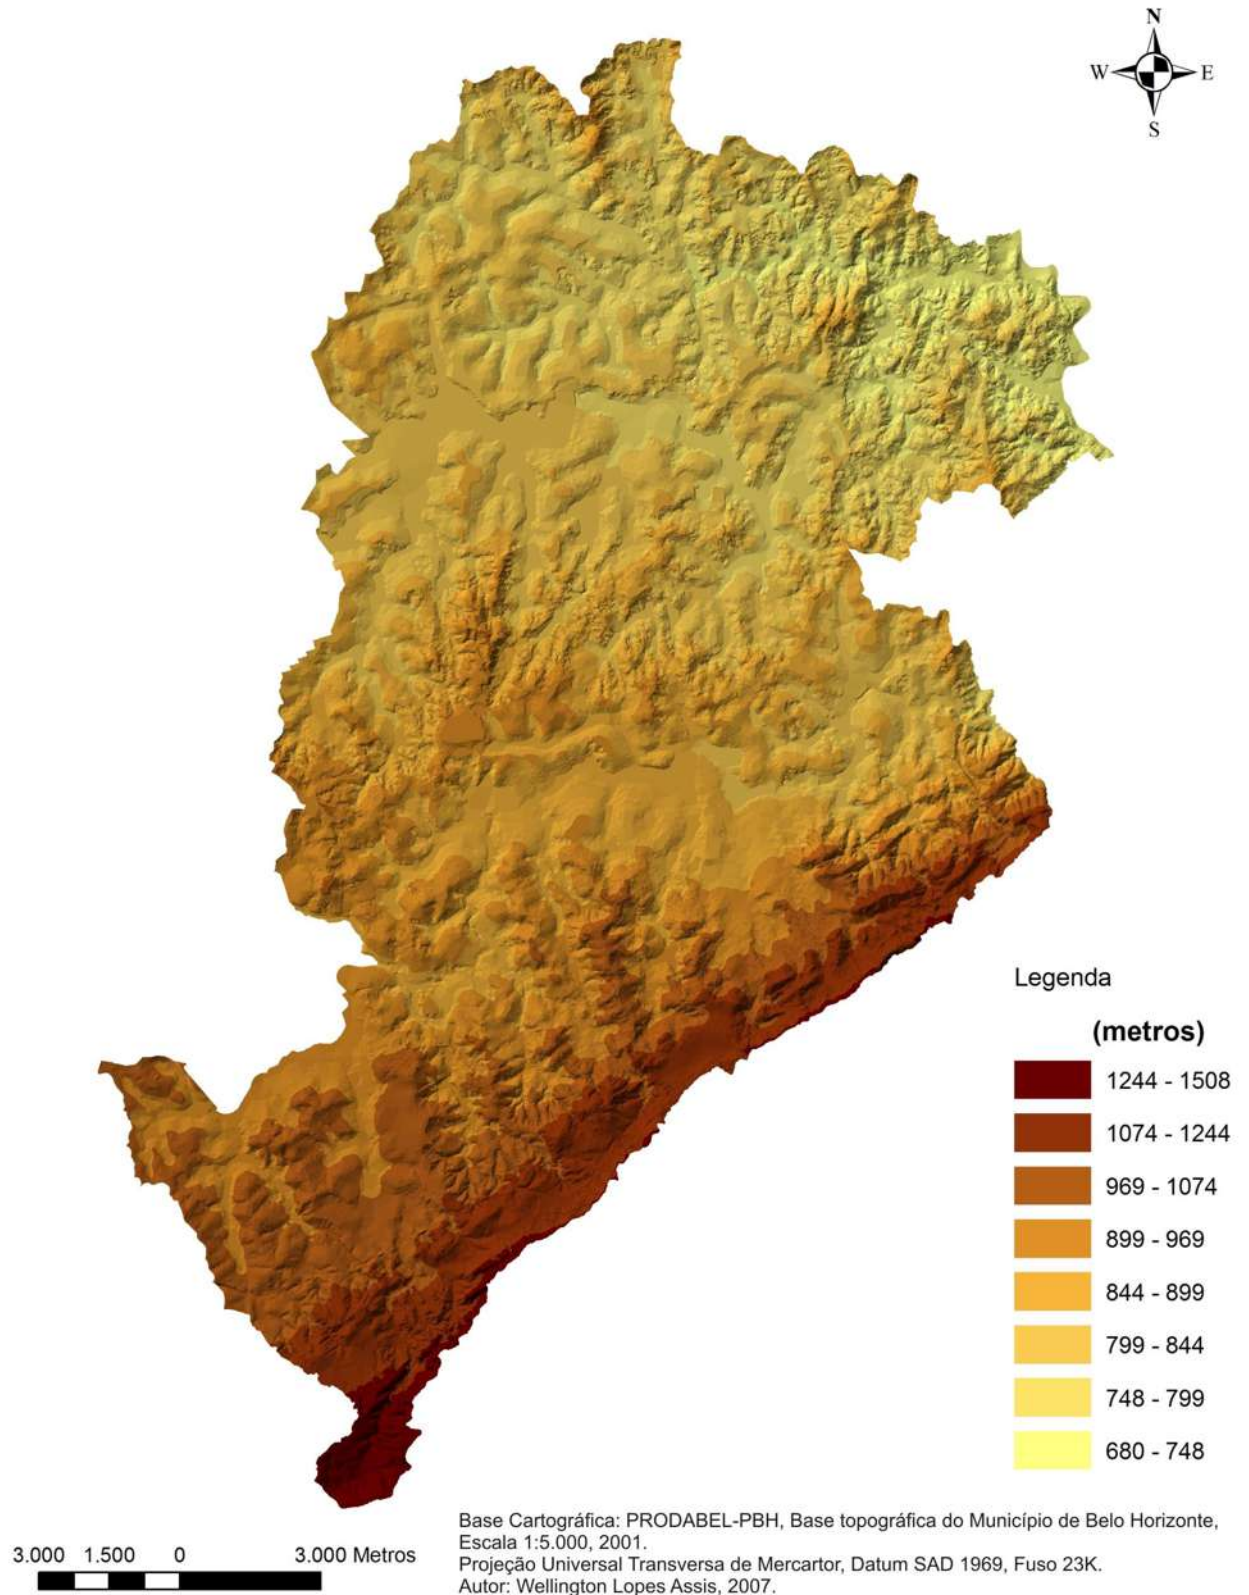 N
W E
S
Legenda
(metros)
1244 - 1508
1074 - 1244
969 - 1074
899 - 969
844 - 899
799 - 844
748 - 799
680 - 748
Base Cartográfica: PRODABEL-PBH, Base topográfica do Município de Belo Horizonte,
Escala 1:5.000, 2001.
Projeção Universal Transversa de Mercartor, Datum SAD 1969, Fuso 23K.
Autor: Wellington Lopes Assis, 2007.
3.000 1.500 0 3.000 Metros